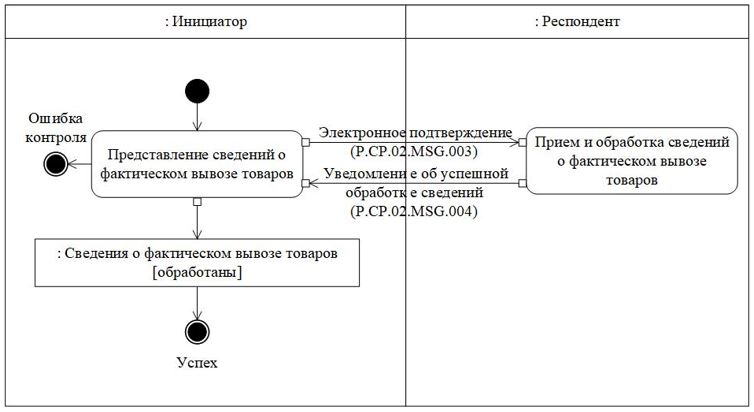 : Инициатор
: Респондент
Ошибка
контроля
Представление сведений о
фактическом вывозе товаров
Электронное подтверждение
(P.CP.02.MSG.003)
Уведомление об успешной
обработке сведений
(P.CP.02.MSG.004)
Прием и обработка сведений
о фактическом вывозе
товаров
: Сведения о фактическом вывозе товаров
[обработаны]
Успех